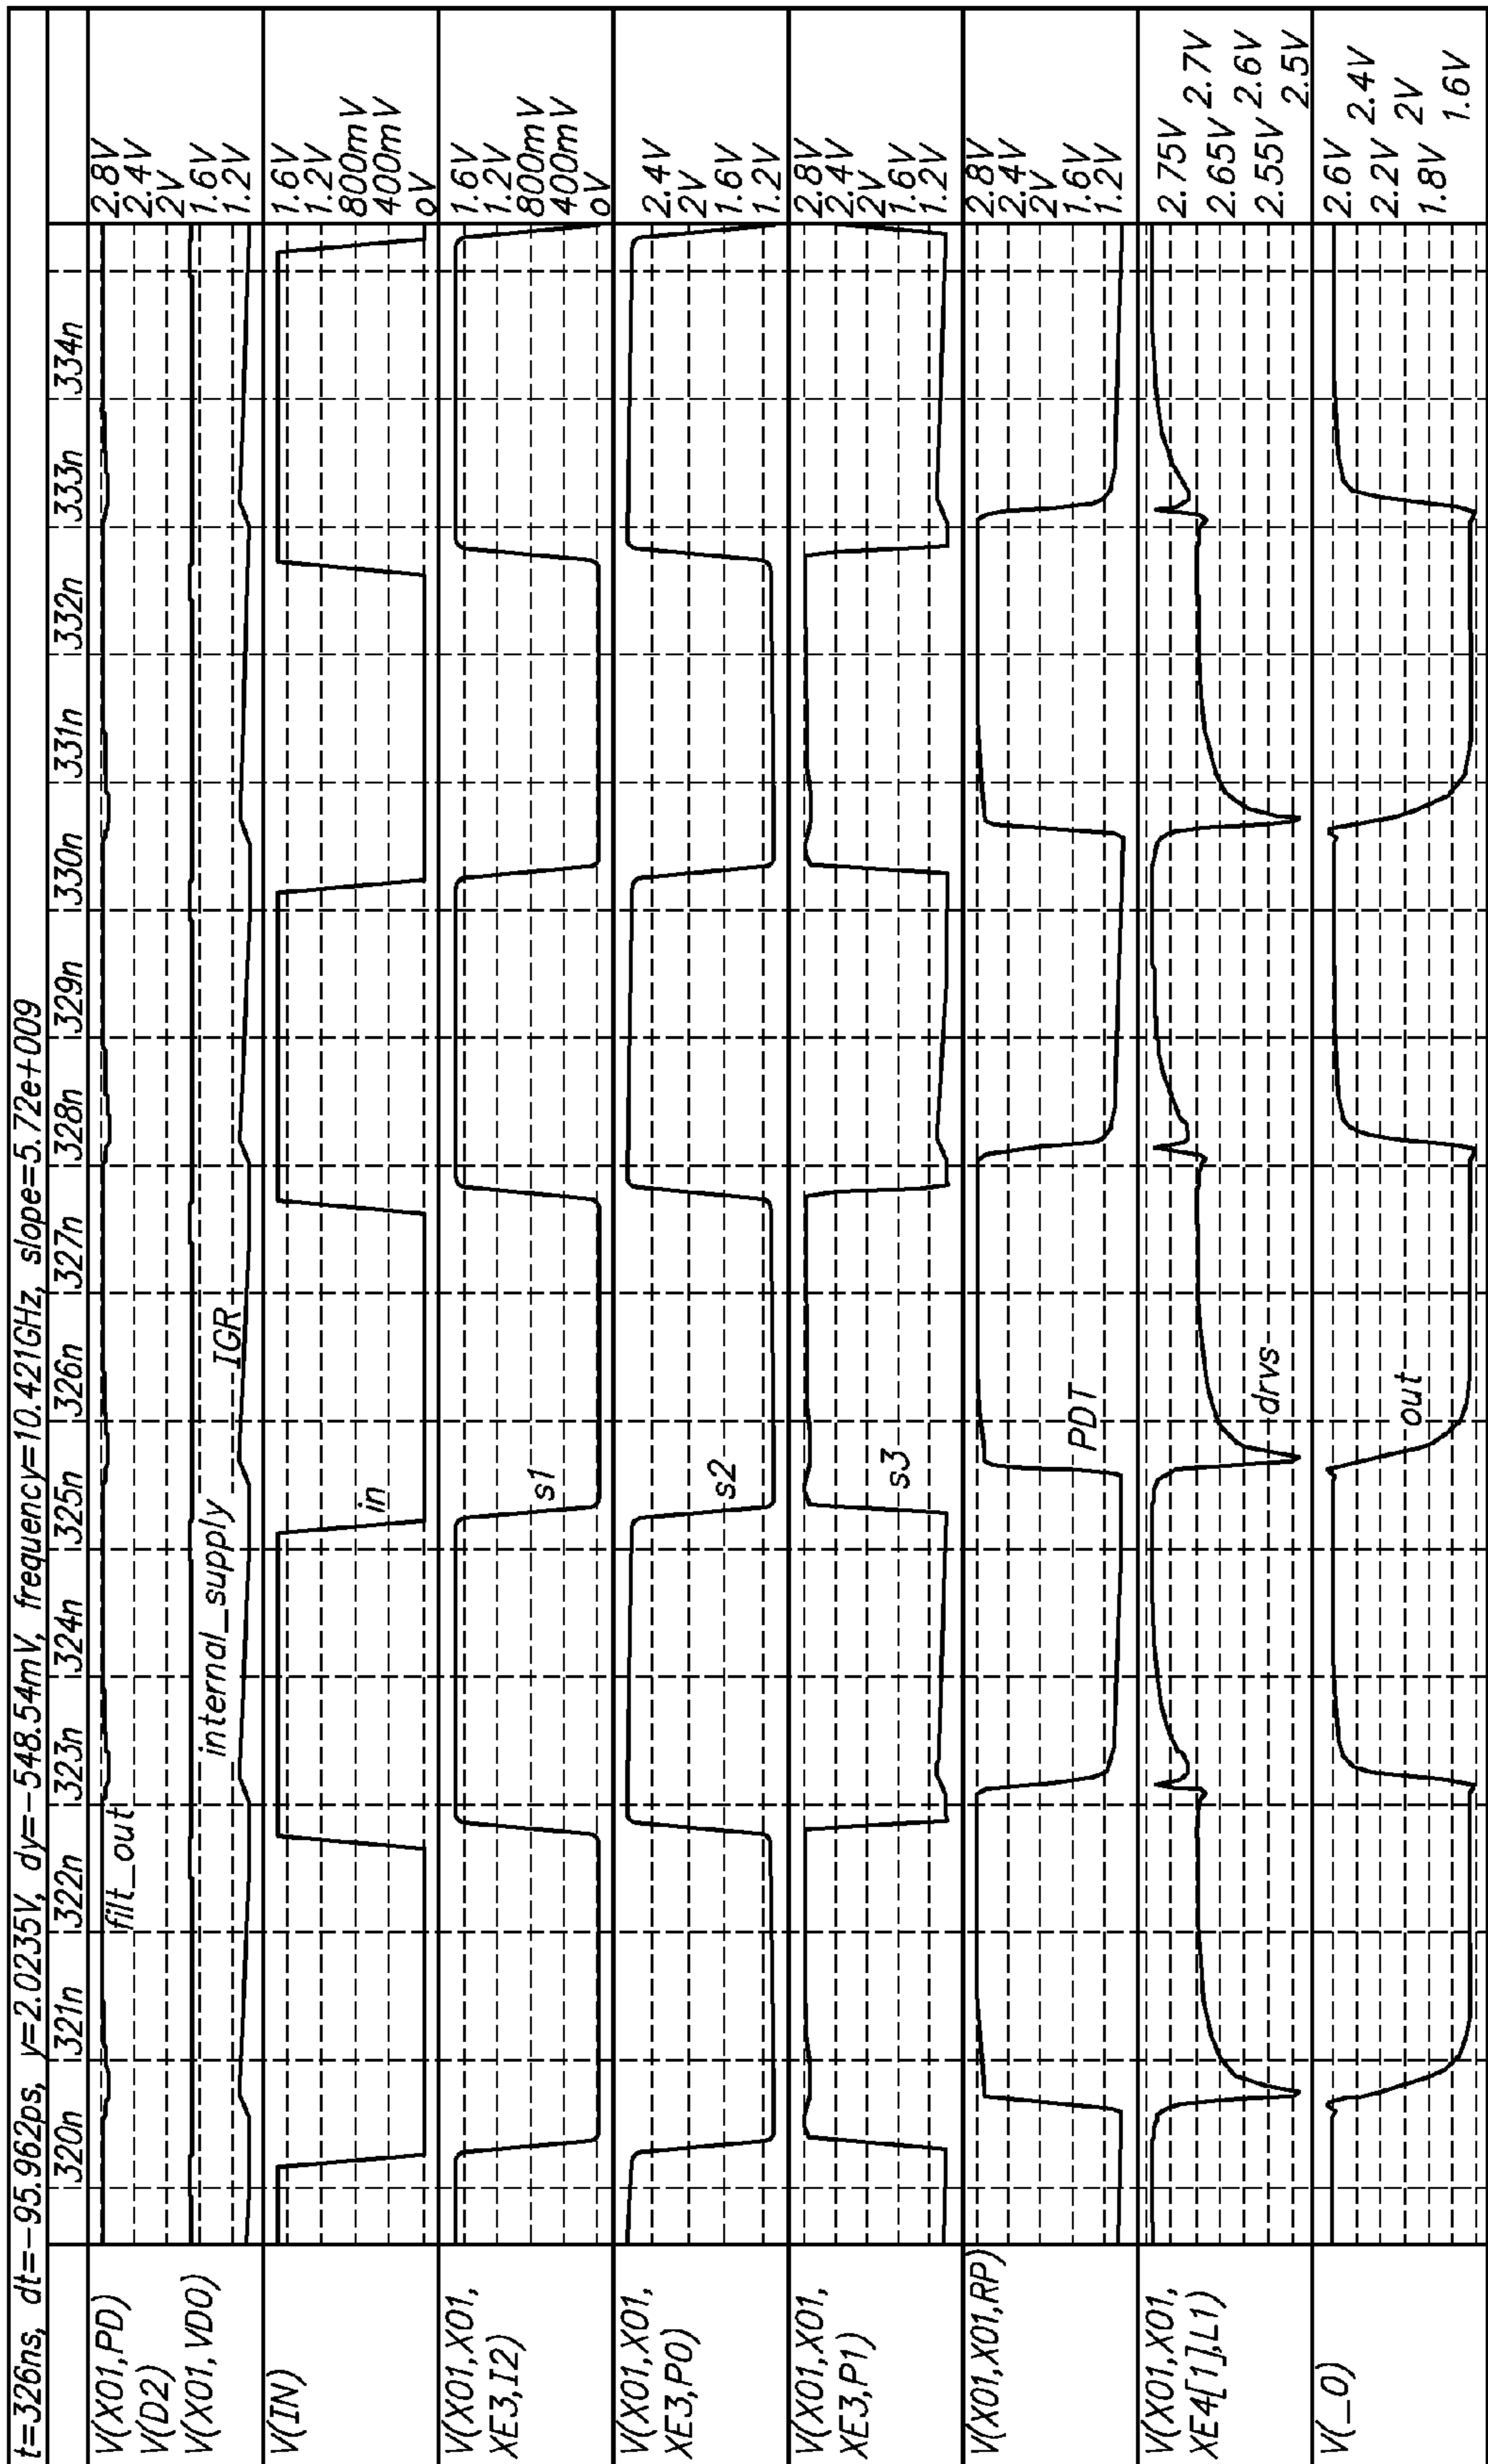 t=326ns, dt=-95.962ps, y=2.0235V, dy=-548.54mV, frequency=10.421GHz, slope=5.72e+009
320n 321n 322n 323n 324n 325n 326n 327n 328n 329n 330n 331n 332n 333n 334n
V(X01,PD)
V(D2)
V(X01,VDO)
filt_out
internal_supply
IGR
2.8V
2.4V
2V
1.6V
1.2V
V(IN)
in
1.6V
1.2V
800mV
400mV
0V
V(X01,X01,
XE3,I2)
s1
1.6V
1.2V
800mV
400mV
0V
V(X01,X01,
XE3,P0)
s2
2.4V
2V
1.6V
1.2V
V(X01,X01,
XE3,P1)
s3
2.8V
2.4V
2V
1.6V
1.2V
V(X01,X01,RP)
PDT
2.8V
2.4V
2V
1.6V
1.2V
V(X01,X01,
XE4[1],L1)
drvs
2.75V
2.7V
2.65V
2.6V
2.55V
2.5V
V(_O)
out
2.6V
2.4V
2.2V
2V
1.8V
1.6V